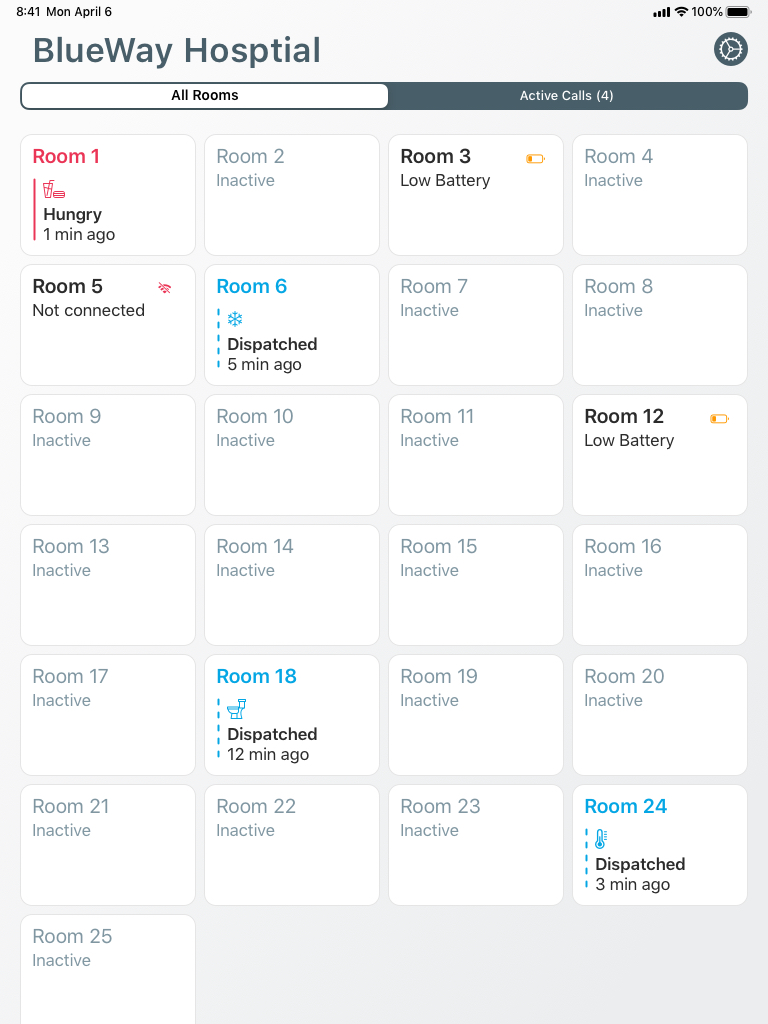 8:41 Mon April 6
100%
BlueWay Hosptial
All Rooms
Active Calls (4)
Room 1
Hungry
1 min ago
Room 2
Inactive
Room 3
Low Battery
Room 4
Inactive
Room 5
Not connected
Room 6
Dispatched
5 min ago
Room 7
Inactive
Room 8
Inactive
Room 9
Inactive
Room 10
Inactive
Room 11
Inactive
Room 12
Low Battery
Room 13
Inactive
Room 14
Inactive
Room 15
Inactive
Room 16
Inactive
Room 17
Inactive
Room 18
Dispatched
12 min ago
Room 19
Inactive
Room 20
Inactive
Room 21
Inactive
Room 22
Inactive
Room 23
Inactive
Room 24
Dispatched
3 min ago
Room 25
Inactive